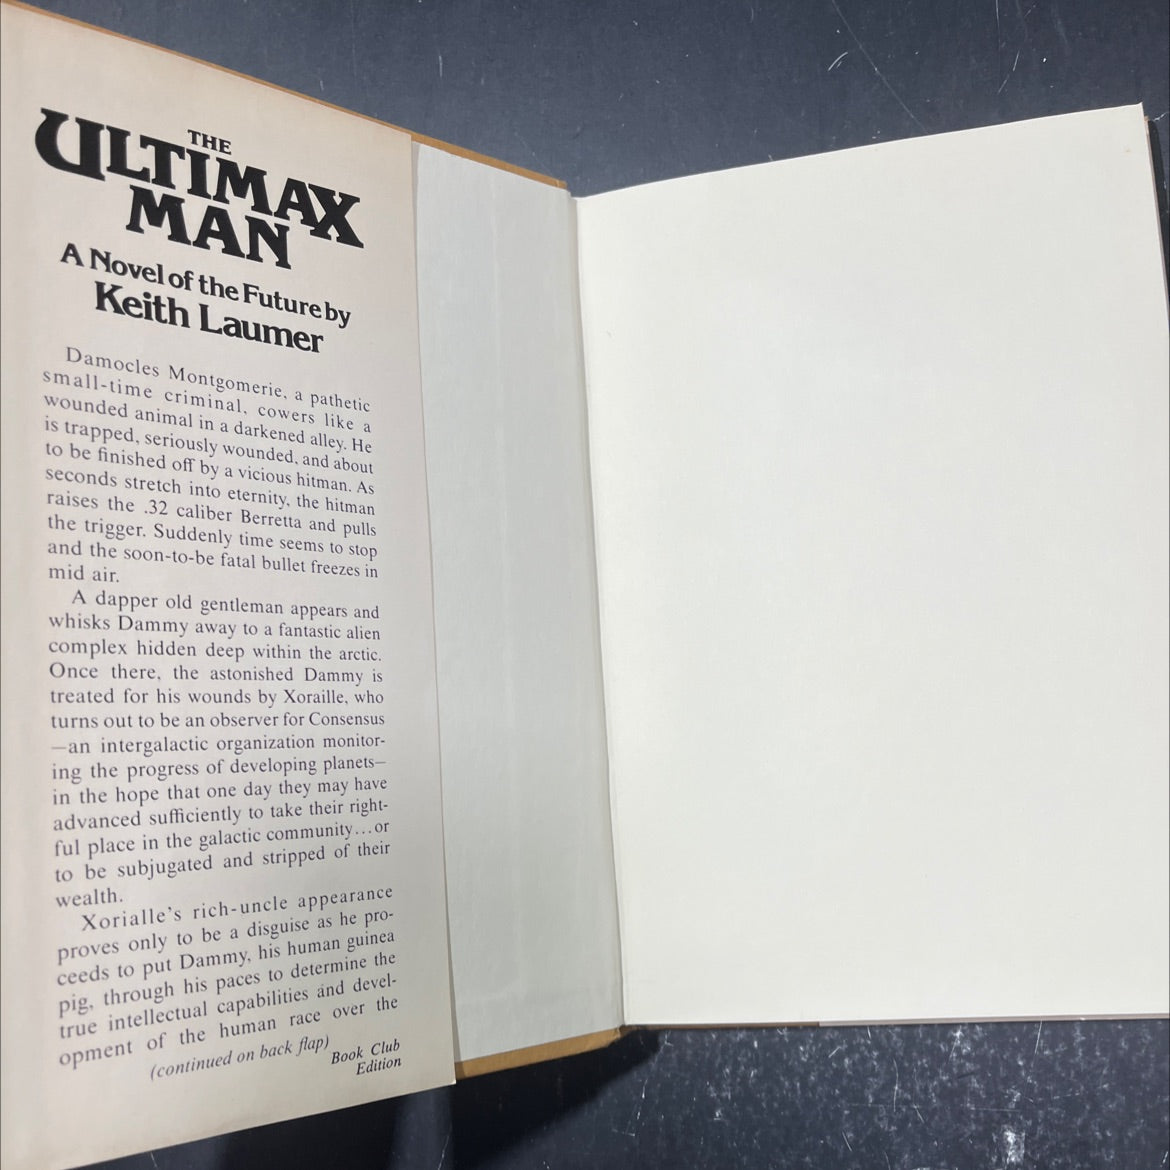 THE
ULTIMAX
MAN
A Novel of the Future by
Keith Laumer
Damocles Montgomerie, a pathetic
small-time criminal, cowers like a
wounded animal in a darkened alley. He
is trapped, seriously wounded, and about
to be finished off by a vicious hitman. As
seconds stretch into eternity, the hitman
raises the .32 caliber Berretta and pulls
the trigger. Suddenly time seems to stop
and the soon-to-be fatal bullet freezes in
mid air.
A dapper old gentleman appears and
whisks Dammy away to a fantastic alien
complex hidden deep within the arctic.
Once there, the astonished Dammy is
treated for his wounds by Xoraille, who
turns out to be an observer for Consensus
—an intergalactic organization monitor-
ing the progress of developing planets—
in the hope that one day they may have
advanced sufficiently to take their right-
ful place in the galactic community...or
to be subjugated and stripped of their
wealth.
Xorialle's rich-uncle appearance
proves only to be a disguise as he pro-
ceeds to put Dammy, his human guinea
pig, through his paces to determine the
true intellectual capabilities and devel-
opment of the human race over the
(continued on back flap)
Book Club
Edition